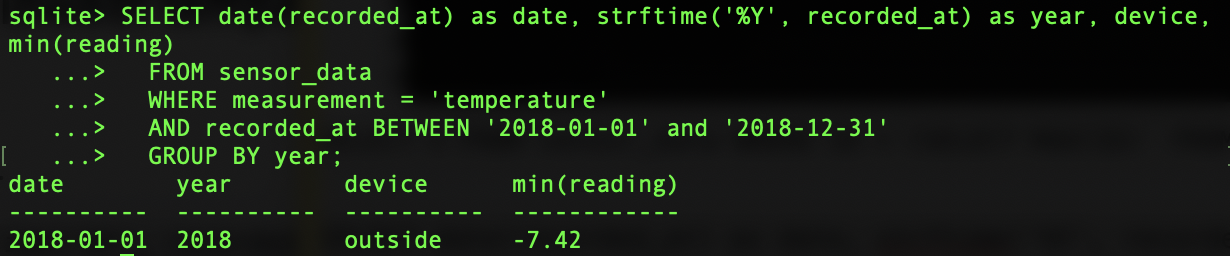 sqlite> SELECT date(recorded_at) as date, strftime('%Y', recorded_at) as year, device,
min(reading)
   ...>   FROM sensor_data
   ...>   WHERE measurement = 'temperature'
   ...>   AND recorded_at BETWEEN '2018-01-01' and '2018-12-31'
[   ...>   GROUP BY year;
date        year        device      min(reading)
----------  ----------  ----------  ------------
2018-01-01  2018        outside     -7.42